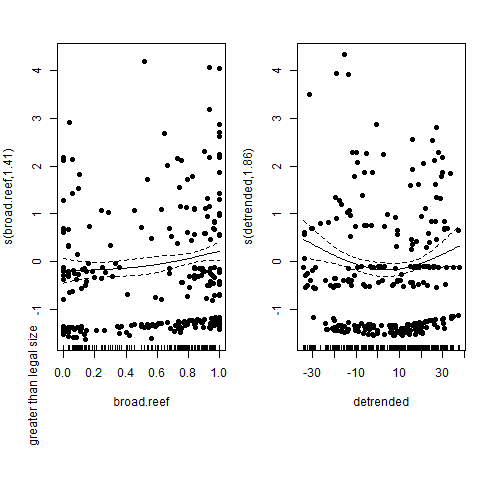 s(broad.reef,1.41)
greater than legal size
4
3
2
1
0
-1
0.0 0.2 0.4 0.6 0.8 1.0
broad.reef
s(detrended,1.86)
4
3
2
1
0
-1
-30 -10 10 30
detrended